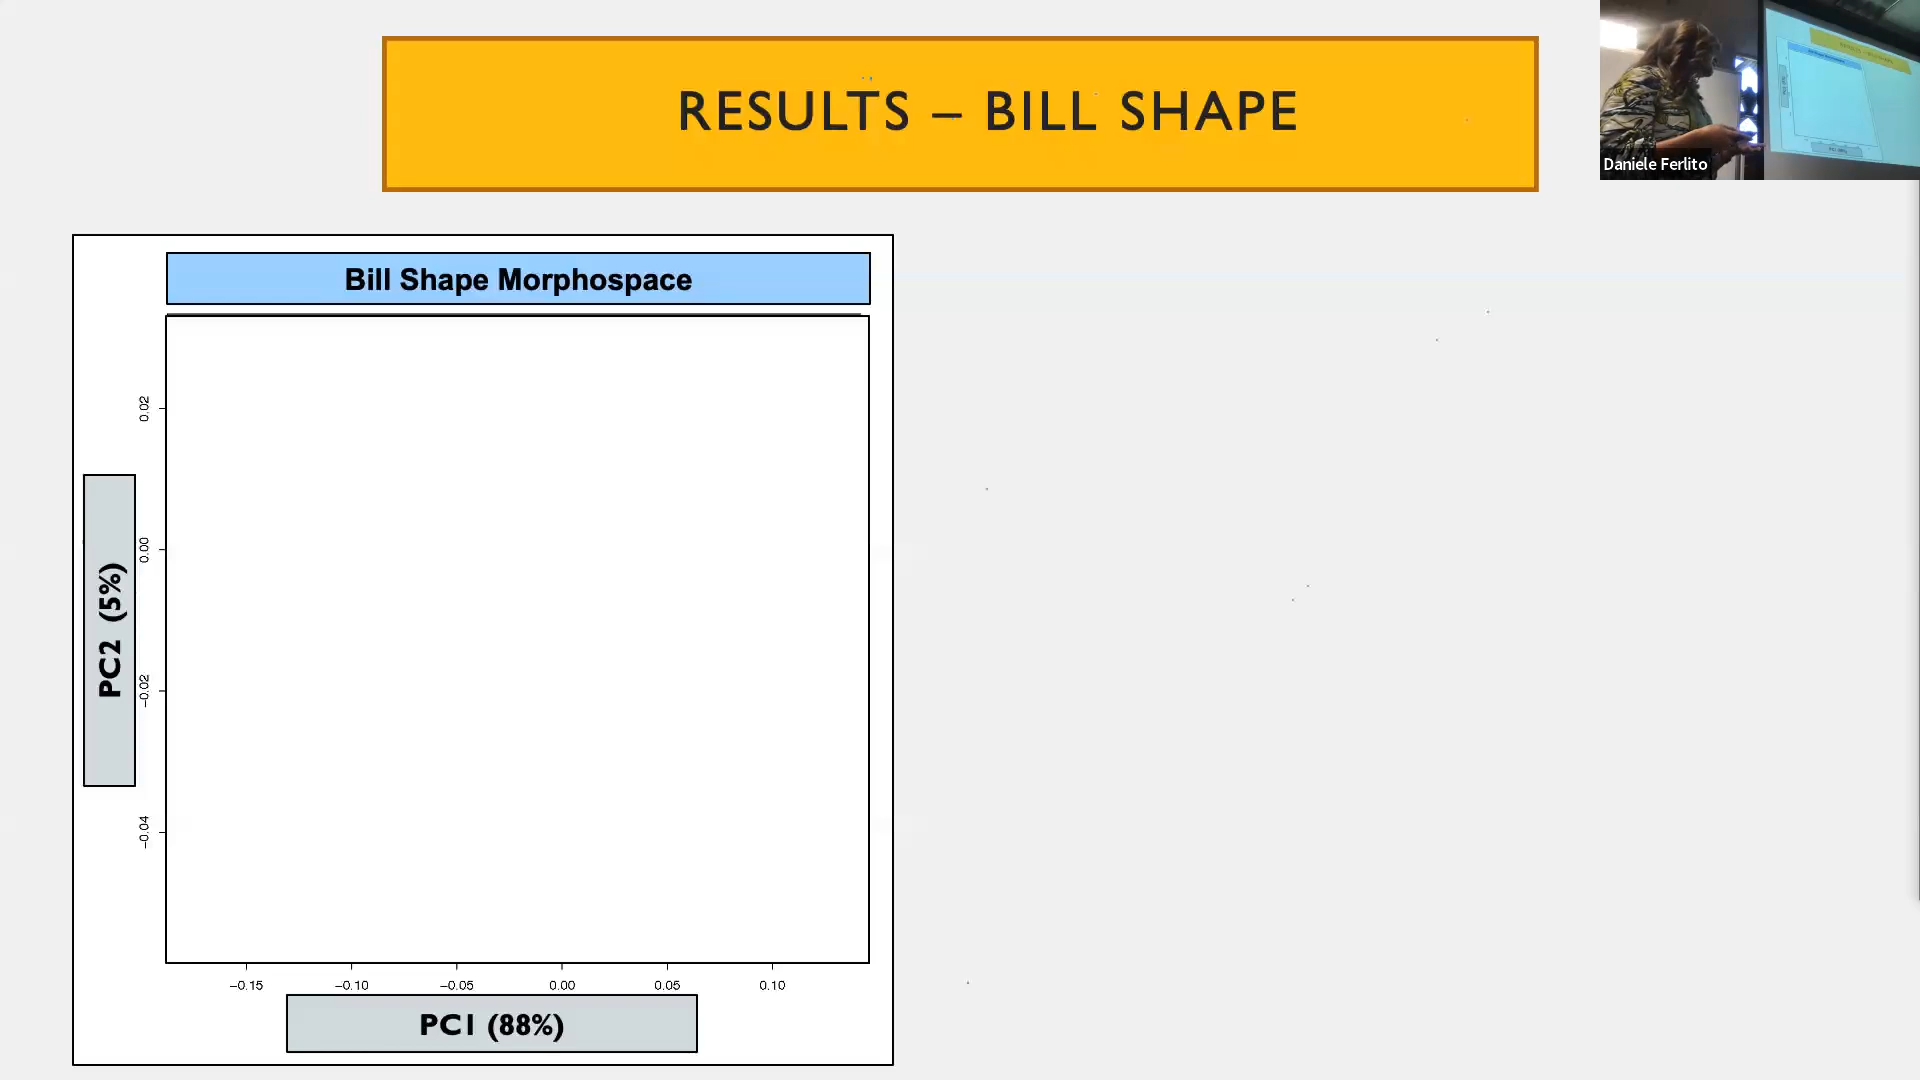 RESULTS – BILL SHAPE
Daniele Ferlito
Bill Shape Morphospace
0.02
0.00
−0.02
−0.04
PC2 (5%)
−0.15 −0.10 −0.05 0.00 0.05 0.10
PC1 (88%)